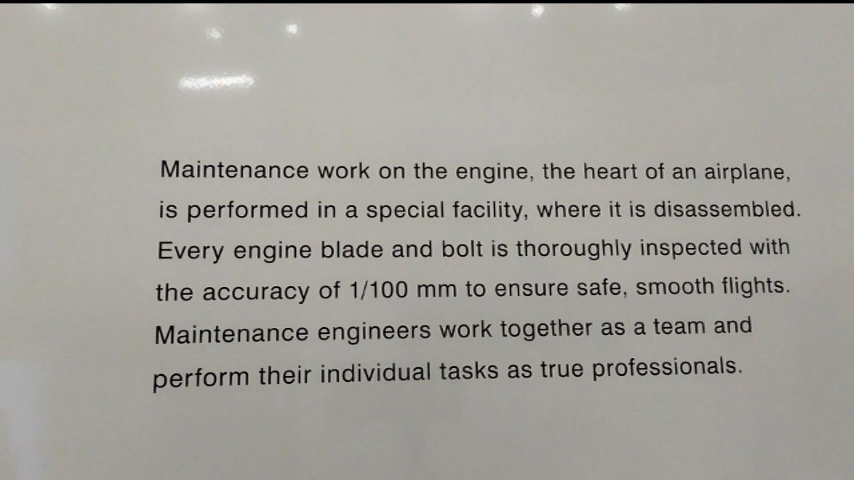 Maintenance work on the engine, the heart of an airplane,
is performed in a special facility, where it is disassembled.
Every engine blade and bolt is thoroughly inspected with
the accuracy of 1/100 mm to ensure safe, smooth flights.
Maintenance engineers work together as a team and
perform their individual tasks as true professionals.